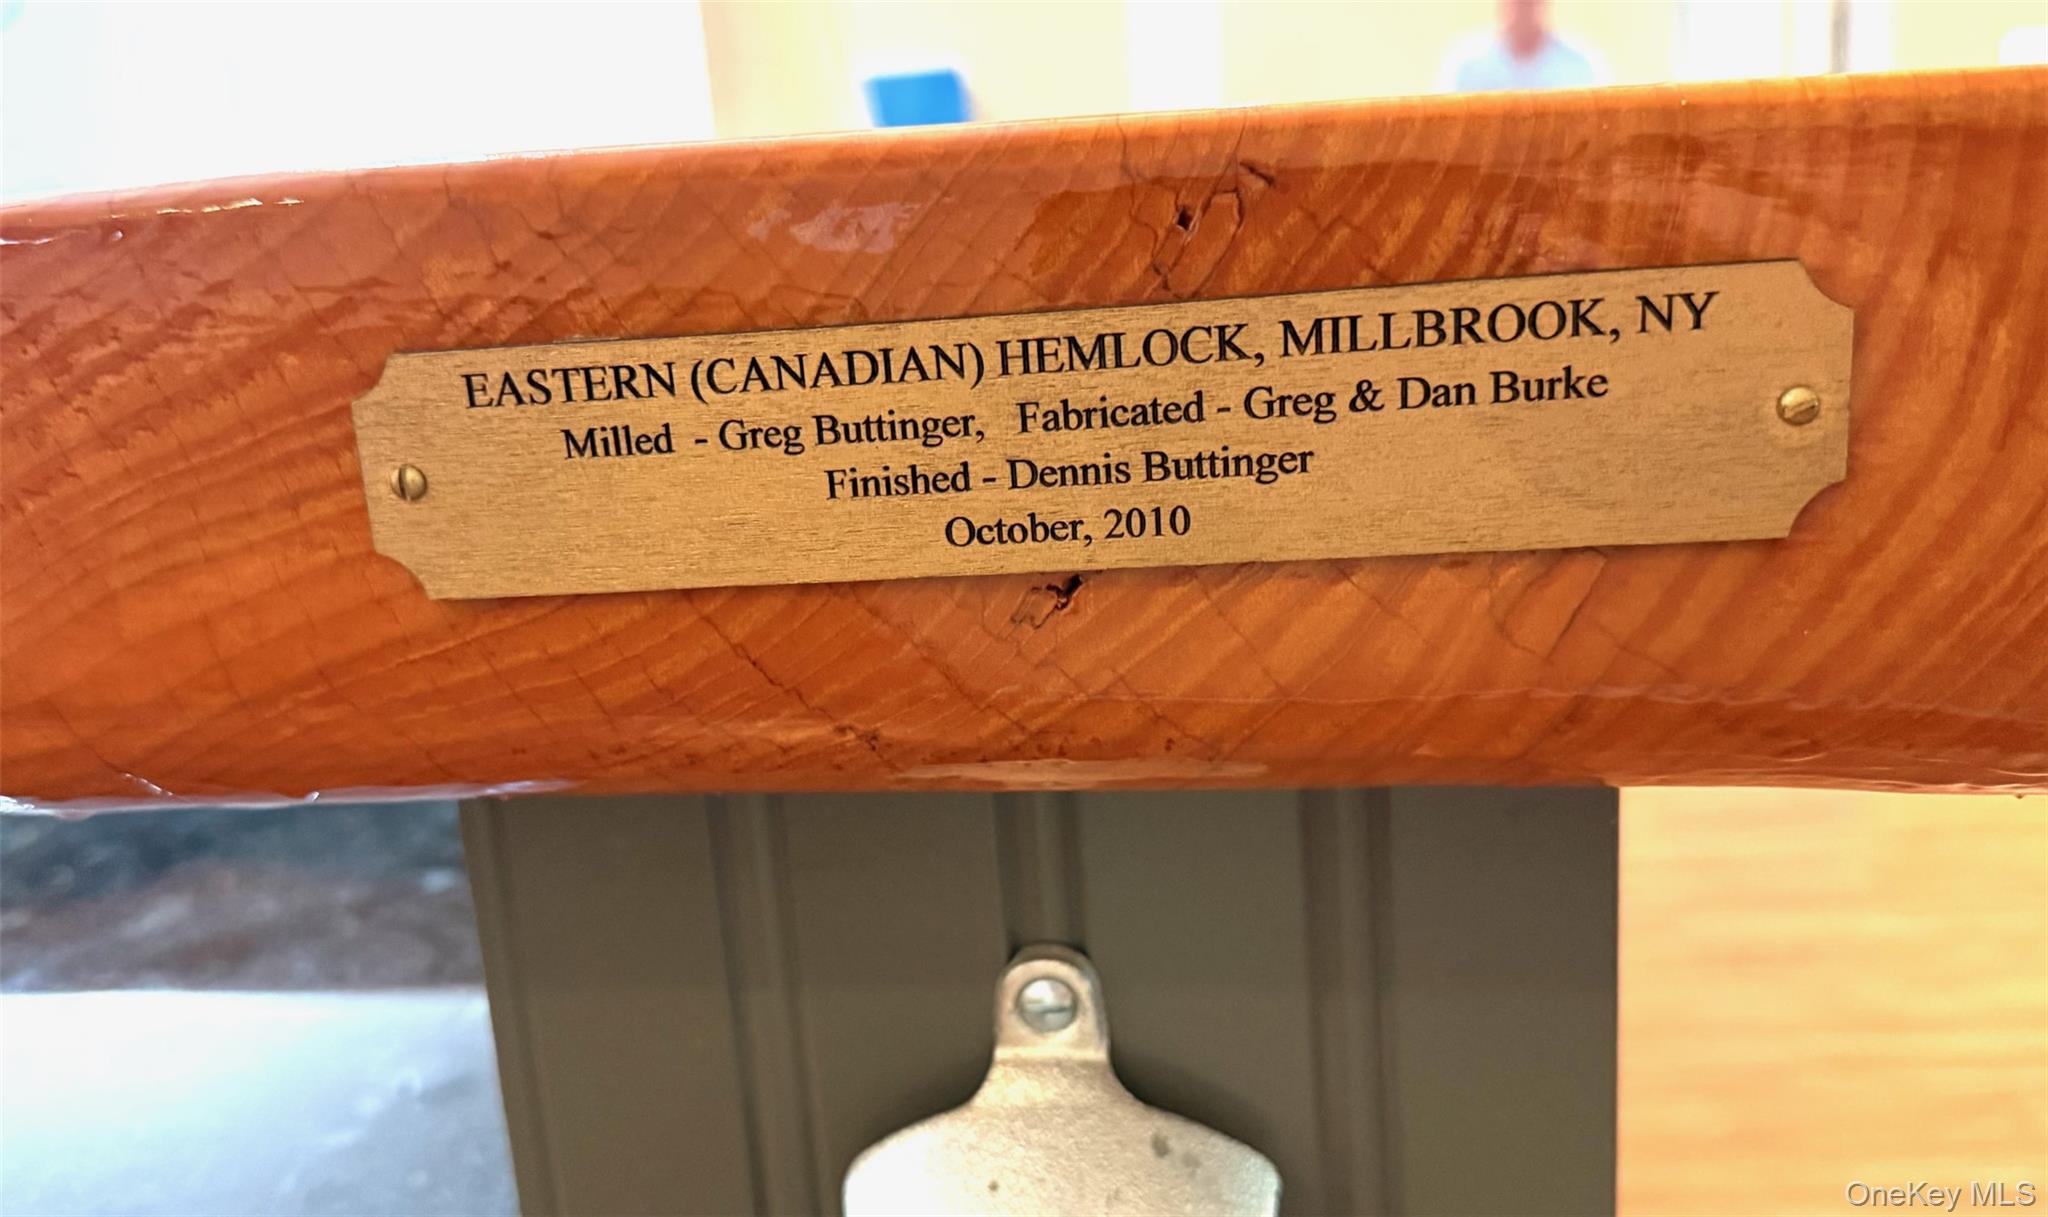 EASTERN (CANADIAN) HEMLOCK, MILLBROOK, NY
Milled - Greg Buttinger, Fabricated - Greg & Dan Burke
Finished - Dennis Buttinger
October, 2010
OneKey MLS